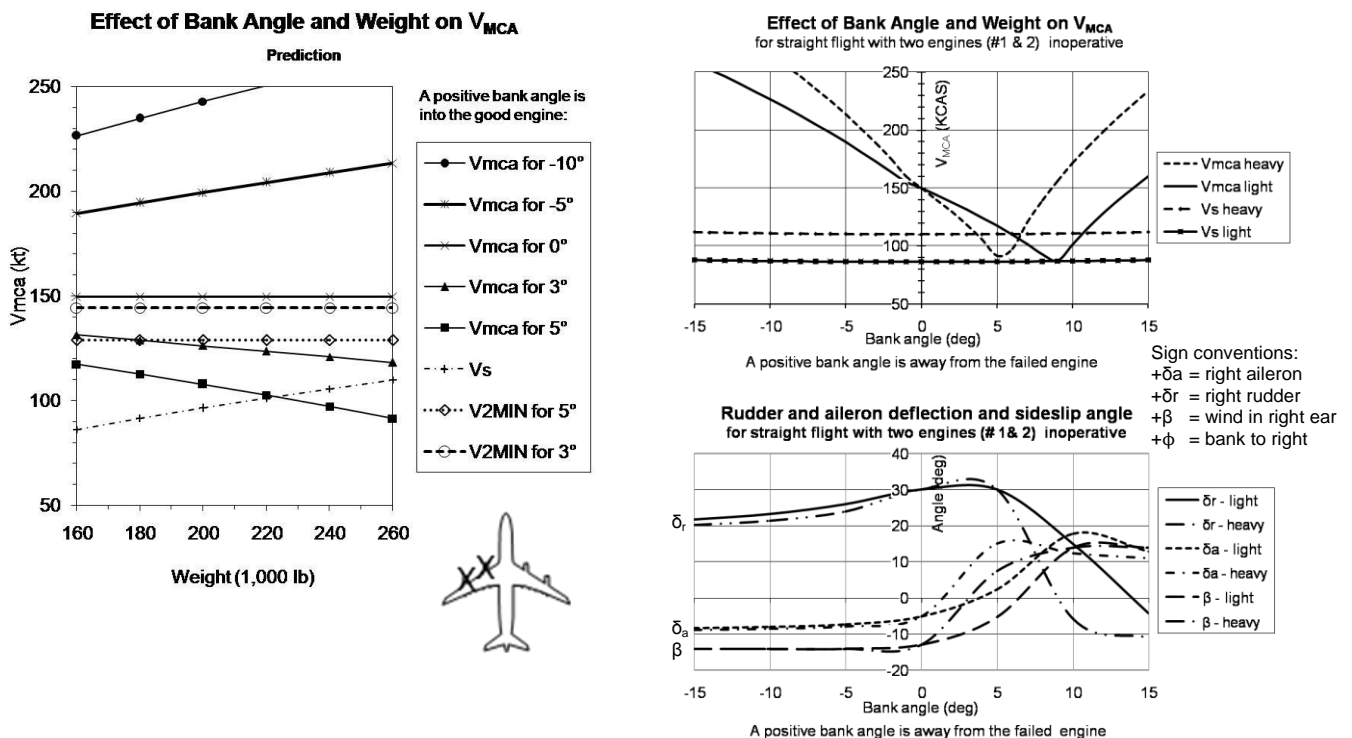 Effect of Bank Angle and Weight on VMCA
Prediction
250
200
150
100
50
Vmca (kt)
160 180 200 220 240 260
Weight (1,000 lb)
A positive bank angle is
into the good engine:
Vmca for -10°
Vmca for -5°
Vmca for 0°
Vmca for 3°
Vmca for 5°
Vs
V2MIN for 5°
V2MIN for 3°
X X
Effect of Bank Angle and Weight on VMCA
for straight flight with two engines (#1 & 2) inoperative
250
200
150
100
50
VMCA (KCAS)
-15 -10 -5 0 5 10 15
Bank angle (deg)
A positive bank angle is away from the failed engine
Vmca heavy
Vmca light
Vs heavy
Vs light
Sign conventions:
+δa = right aileron
+δr = right rudder
+β = wind in right ear
+ϕ = bank to right
Rudder and aileron deflection and sideslip angle
for straight flight with two engines (# 1& 2) inoperative
40
30
20
10
0
-10
-20
Angle (deg)
δr
δa
β
-15 -10 -5 0 5 10 15
Bank angle (deg)
A positive bank angle is away from the failed engine
δr - light
δr - heavy
δa - light
δa - heavy
β - light
β - heavy